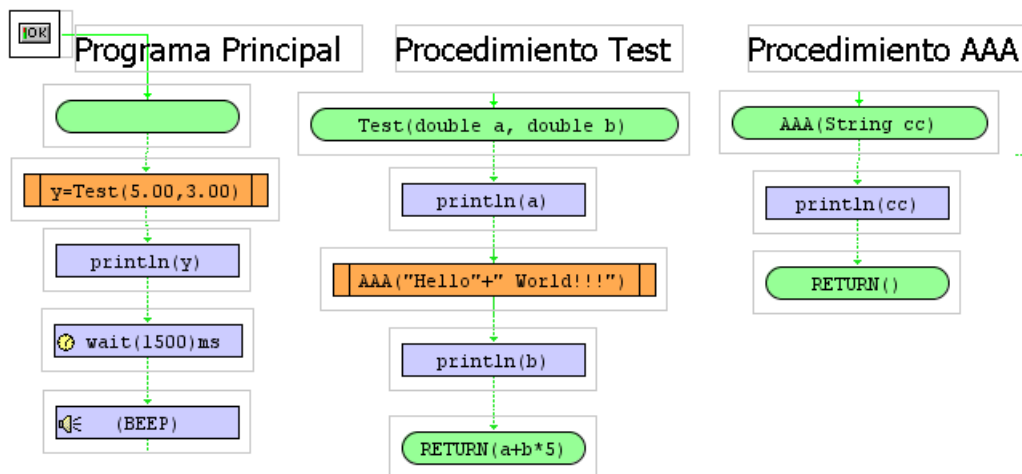 OK
Programa Principal
y=Test(5.00,3.00)
println(y)
wait(1500)ms
(BEEP)
Procedimiento Test
Test(double a, double b)
println(a)
AAA("Hello"+" World!!!")
println(b)
RETURN(a+b*5)
Procedimiento AAA
AAA(String cc)
println(cc)
RETURN()